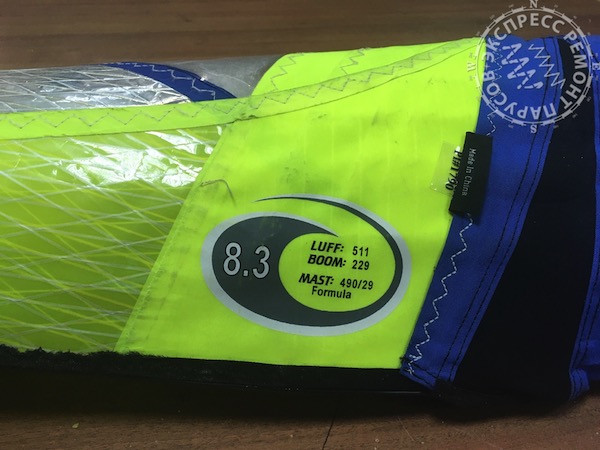 ЭКСПРЕСС РЕМОНТ ПАРУСОВ
N
E
S
W
Made In China
8.3
LUFF: 511
BOOM: 229
MAST: 490/29
Formula